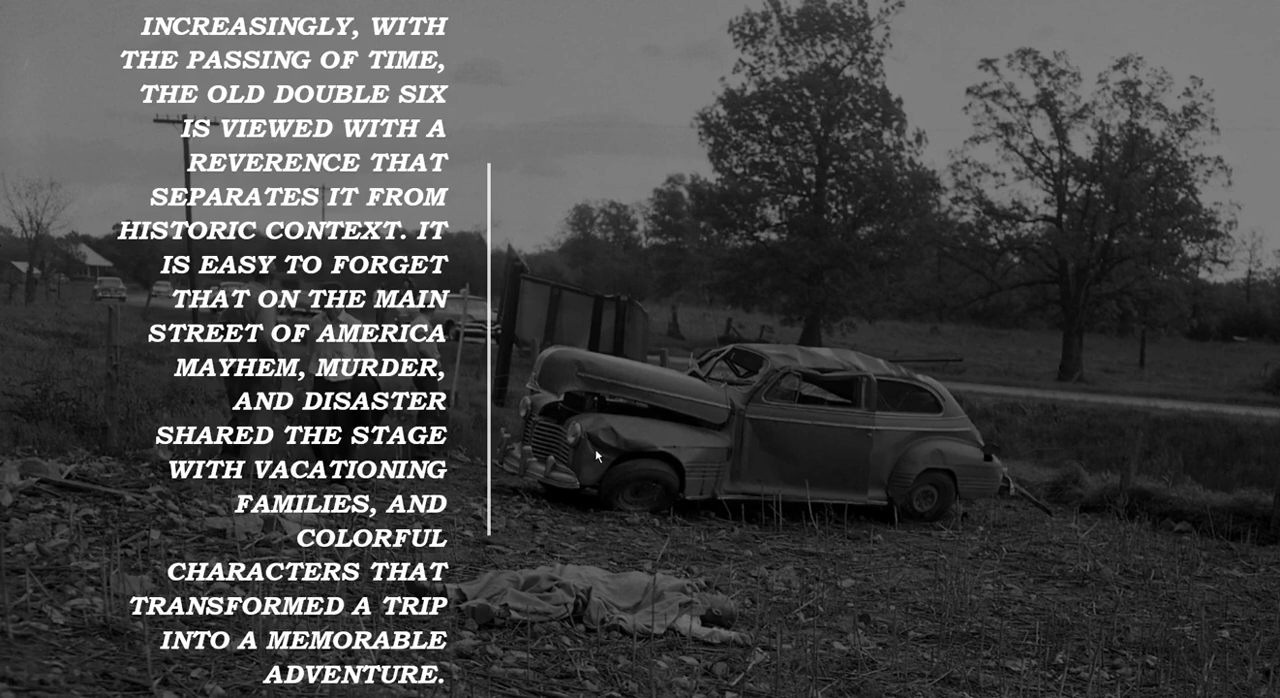 INCREASINGLY, WITH
THE PASSING OF TIME,
THE OLD DOUBLE SIX
IS VIEWED WITH A
REVERENCE THAT
SEPARATES IT FROM
HISTORIC CONTEXT. IT
IS EASY TO FORGET
THAT ON THE MAIN
STREET OF AMERICA
MAYHEM, MURDER,
AND DISASTER
SHARED THE STAGE
WITH VACATIONING
FAMILIES, AND
COLORFUL
CHARACTERS THAT
TRANSFORMED A TRIP
INTO A MEMORABLE
ADVENTURE.